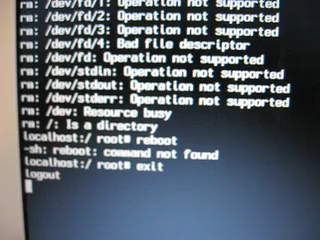 rm: /dev/fd/1: Operation not supported
rm: /dev/fd/2: Operation not supported
rm: /dev/fd/3: Operation not supported
rm: /dev/fd/4: Bad file descriptor
rm: /dev/fd: Operation not supported
rm: /dev/stdin: Operation not supported
rm: /dev/stdout: Operation not supported
rm: /dev/stderr: Operation not supported
rm: /dev: Resource busy
rm: /: Is a directory
localhost:/ root# reboot
-sh: reboot: command not found
localhost:/ root# exit
logout